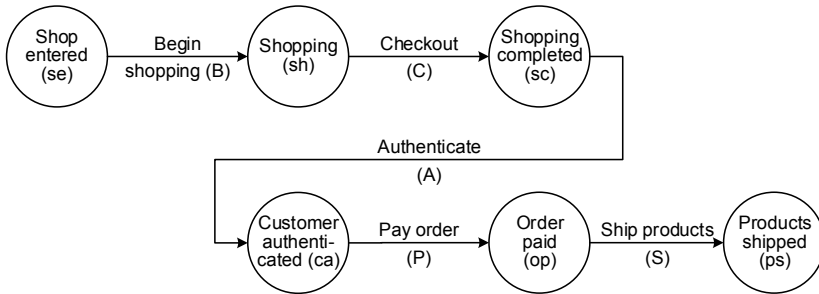 Shop
entered
(se)
Begin
shopping (B)
Shopping
(sh)
Checkout
(C)
Shopping
completed
(sc)
Authenticate
(A)
Customer
authenti-
cated (ca)
Pay order
(P)
Order
paid
(op)
Ship products
(S)
Products
shipped
(ps)